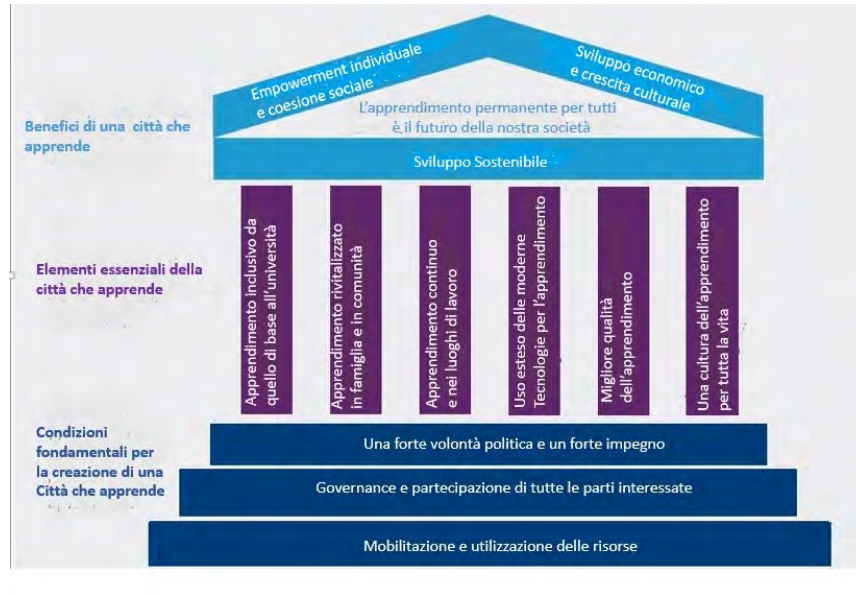 Empowerment individuale
e coesione sociale
Sviluppo economico
e crescita culturale
L'apprendimento permanente per tutti
è il futuro della nostra società
Benefici di una città che
apprende
Sviluppo Sostenibile
Elementi essenziali della
città che apprende
Apprendimento inclusivo da
quello di base all'università
Apprendimento rivitalizzato
in famiglia e in comunità
Apprendimento continuo
e nei luoghi di lavoro
Uso esteso delle moderne
Tecnologie per l'apprendimento
Migliore qualità
dell'apprendimento
Una cultura dell'apprendimento
per tutta la vita
Condizioni
fondamentali per
la creazione di una
Città che apprende
Una forte volontà politica e un forte impegno
Governance e partecipazione di tutte le parti interessate
Mobilitazione e utilizzazione delle risorse